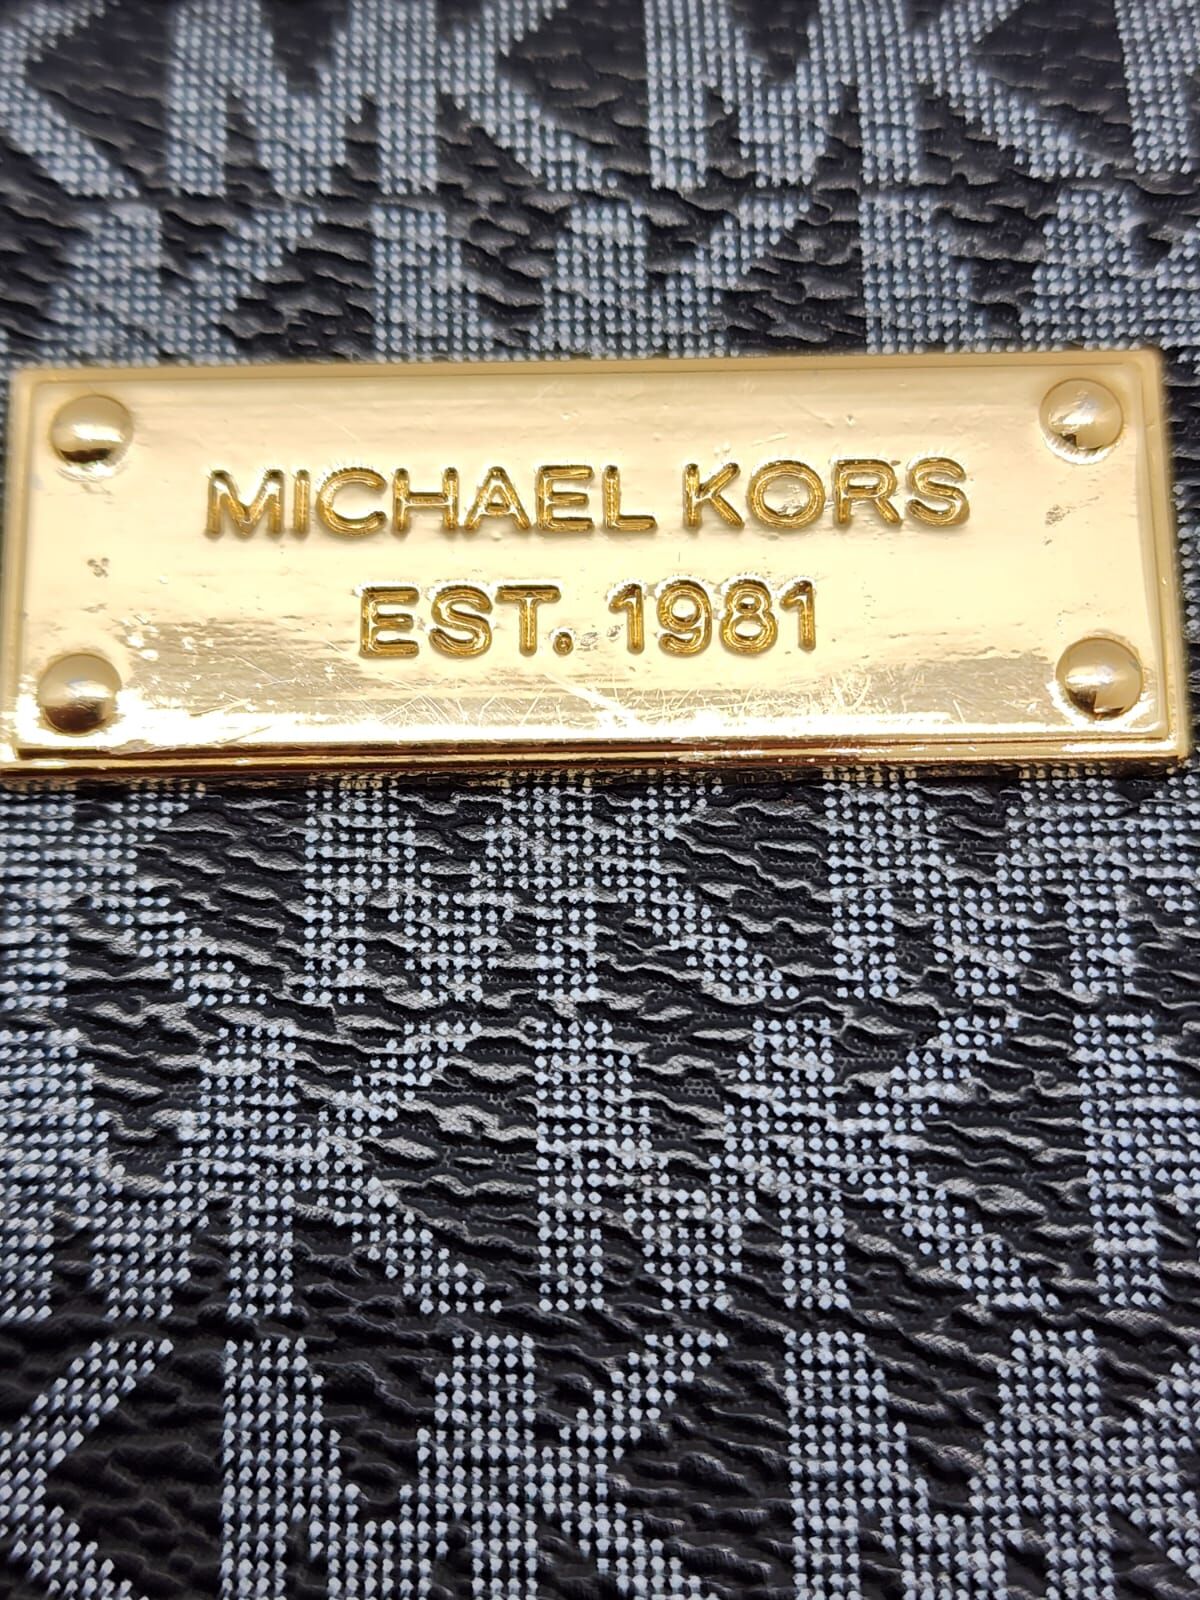 MICHAEL KORS
EST. 1981